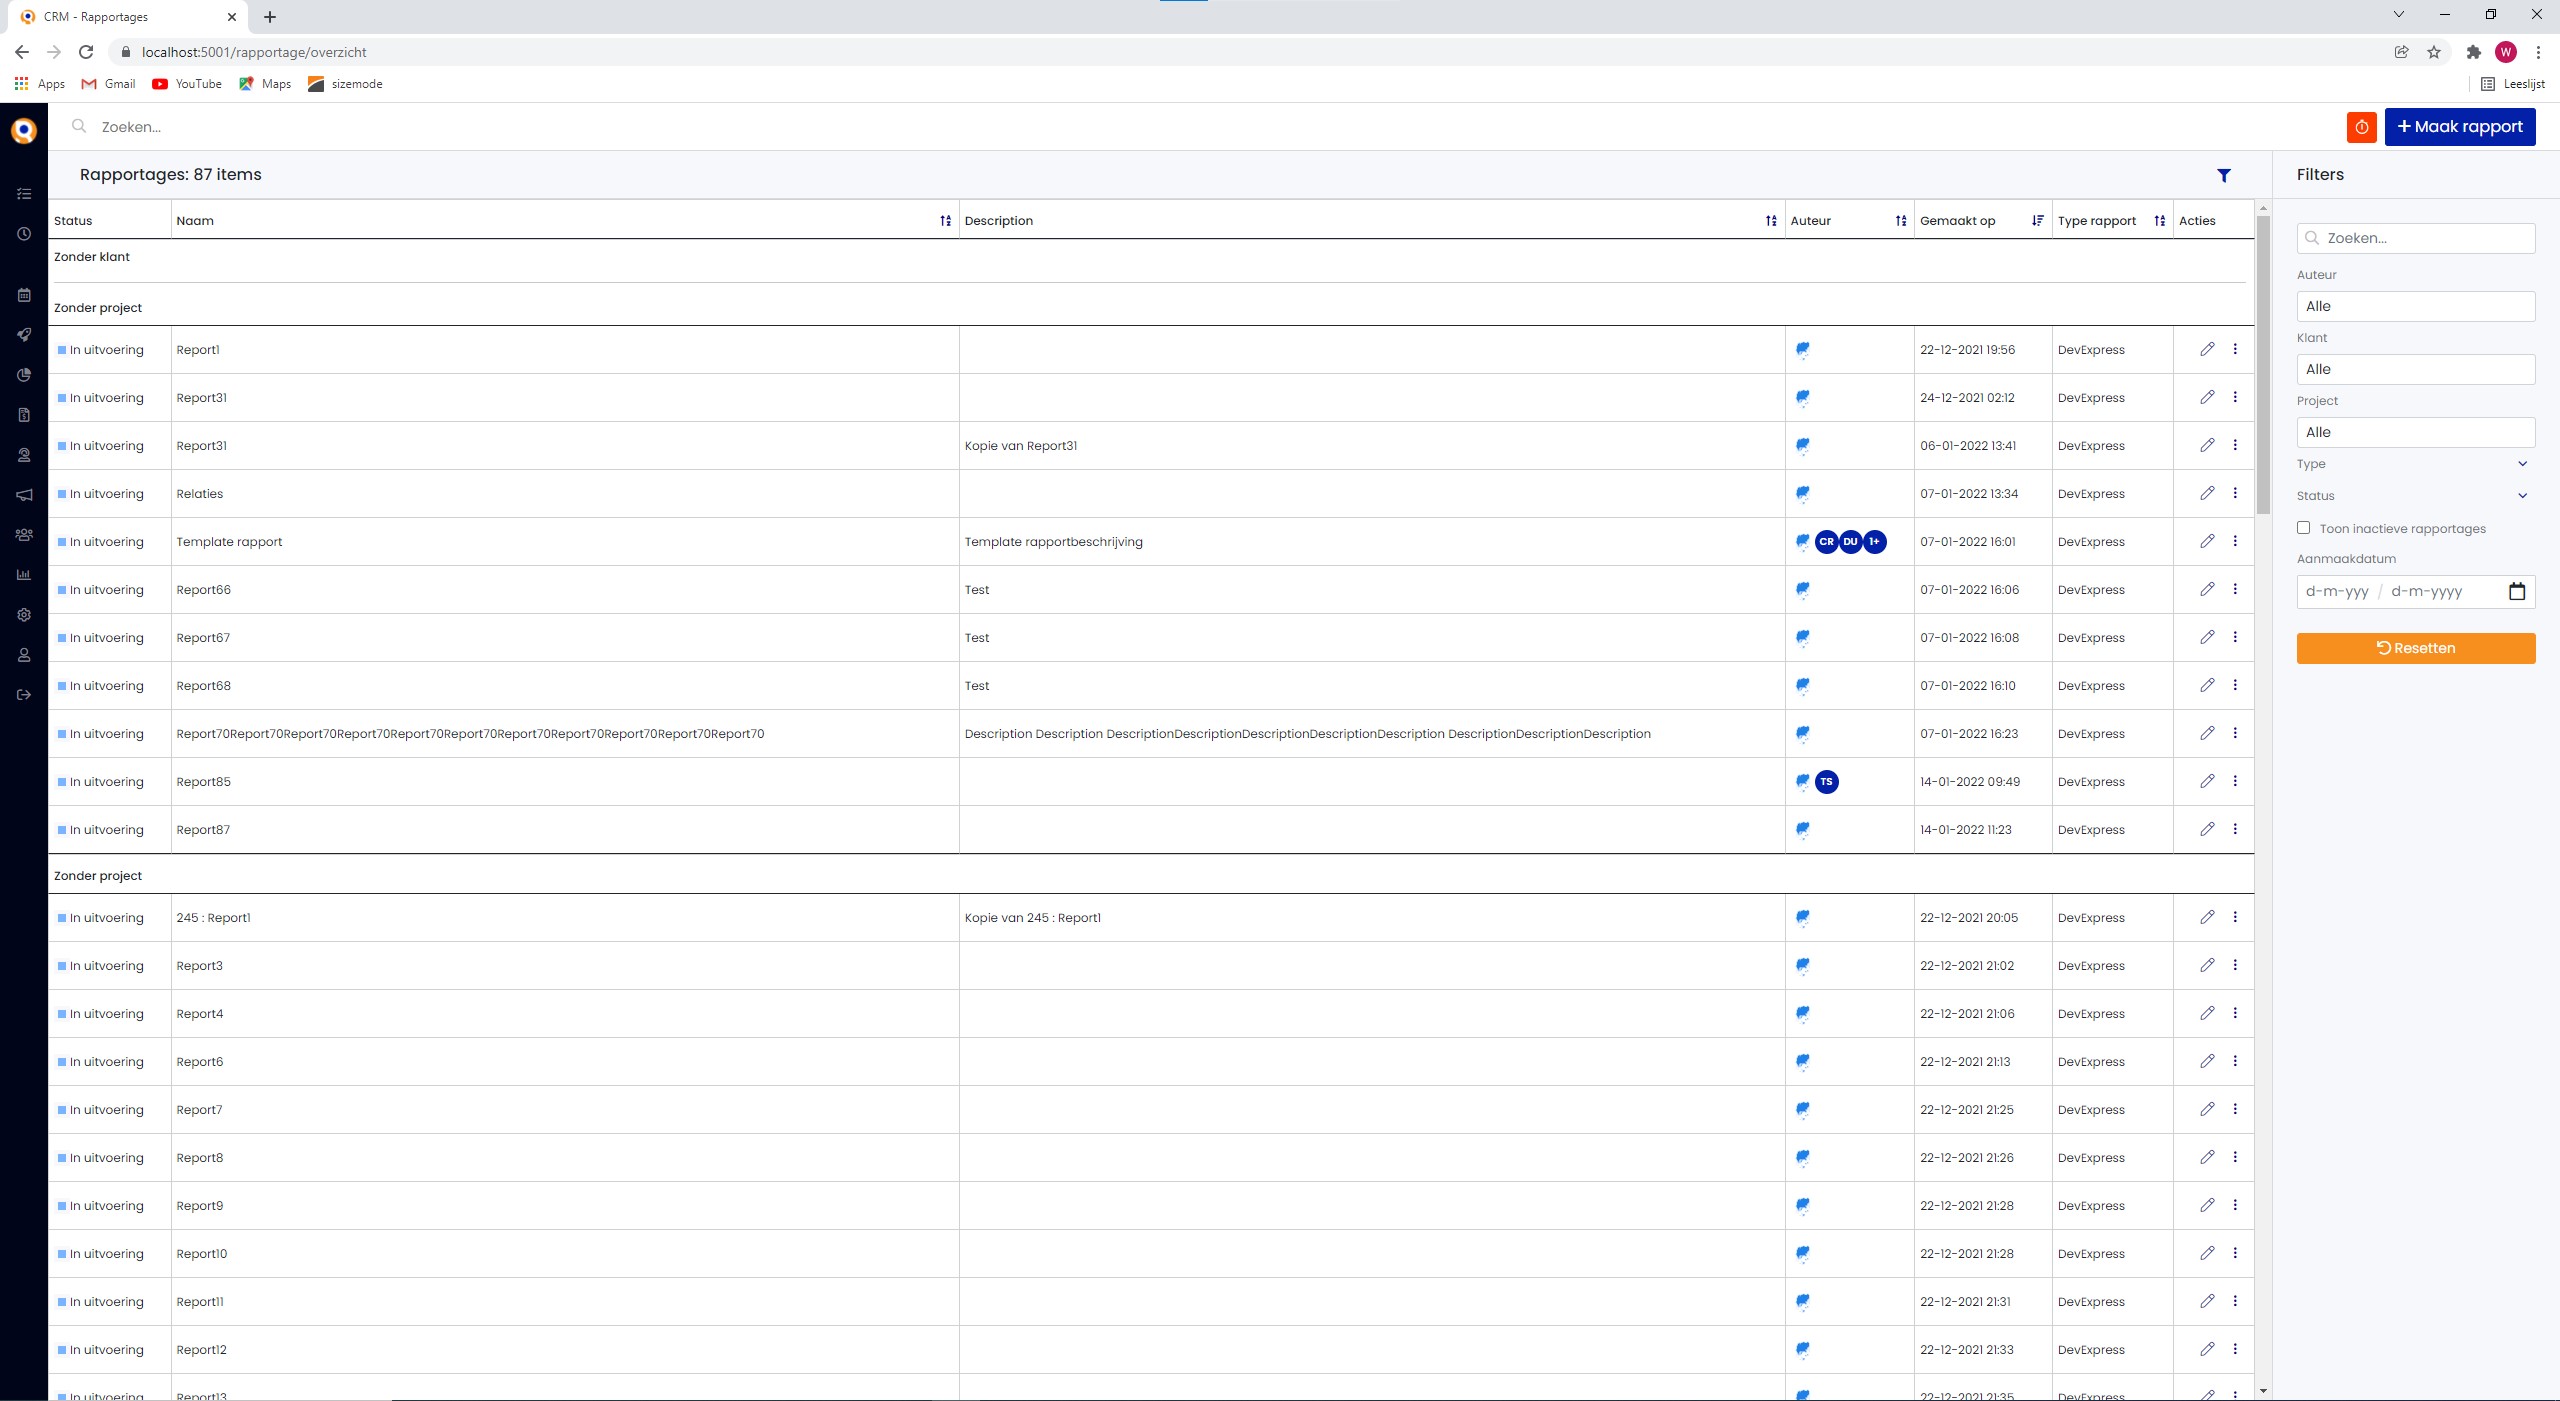 CRM - Rapportages
localhost:5001/rapportage/overzicht
W
Apps Gmail YouTube Maps sizemode Leeslijst
Zoeken...
+ Maak rapport
Rapportages: 87 items
Filters
Status Naam Description Auteur Gemaakt op Type rapport Acties
Zonder klant
Zonder project
In uitvoering Report1 22-12-2021 19:56 DevExpress
In uitvoering Report31 24-12-2021 02:12 DevExpress
In uitvoering Report31 Kopie van Report31 06-01-2022 13:41 DevExpress
In uitvoering Relaties 07-01-2022 13:34 DevExpress
In uitvoering Template rapport Template rapportbeschrijving CR DU 1+ 07-01-2022 16:01 DevExpress
In uitvoering Report66 Test 07-01-2022 16:06 DevExpress
In uitvoering Report67 Test 07-01-2022 16:08 DevExpress
In uitvoering Report68 Test 07-01-2022 16:10 DevExpress
In uitvoering Report70Report70Report70Report70Report70Report70Report70Report70Report70Report70Report70 Description Description DescriptionDescriptionDescriptionDescriptionDescription DescriptionDescriptionDescription 07-01-2022 16:23 DevExpress
In uitvoering Report85 TS 14-01-2022 09:49 DevExpress
In uitvoering Report87 14-01-2022 11:23 DevExpress
Zonder project
In uitvoering 245 : Report1 Kopie van 245 : Report1 22-12-2021 20:05 DevExpress
In uitvoering Report3 22-12-2021 21:02 DevExpress
In uitvoering Report4 22-12-2021 21:06 DevExpress
In uitvoering Report6 22-12-2021 21:13 DevExpress
In uitvoering Report7 22-12-2021 21:25 DevExpress
In uitvoering Report8 22-12-2021 21:26 DevExpress
In uitvoering Report9 22-12-2021 21:28 DevExpress
In uitvoering Report10 22-12-2021 21:28 DevExpress
In uitvoering Report11 22-12-2021 21:31 DevExpress
In uitvoering Report12 22-12-2021 21:33 DevExpress
In uitvoering Report13 22-12-2021 21:35 DevExpress
Zoeken...
Auteur
Alle
Klant
Alle
Project
Alle
Type
Status
Toon inactieve rapportages
Aanmaakdatum
d-m-yyy / d-m-yyyy
Resetten